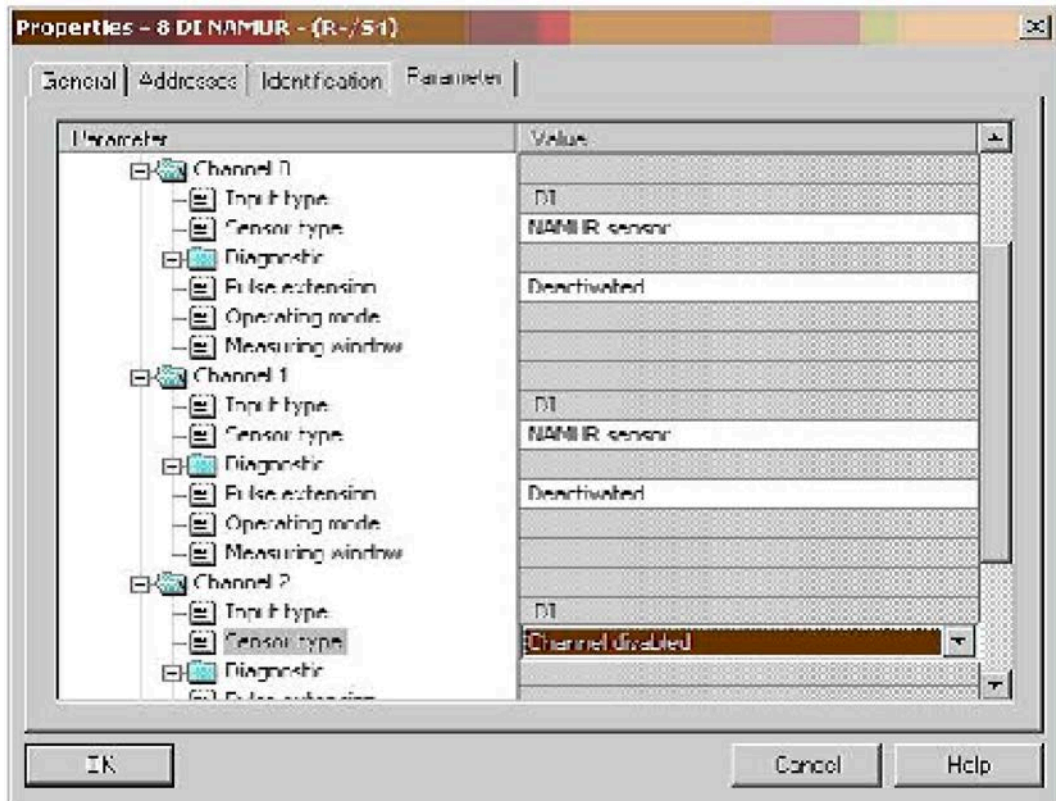 Properties - 8 DI NAMUR - (R-/S4)
General Addresses Identification Parameter
Parameter Value
Channel 0
Input type DI
Sensor type NAMUR sensor
Diagnostic
Pulse extension Deactivated
Operating mode
Measuring window
Channel 1
Input type DI
Sensor type NAMUR sensor
Diagnostic
Pulse extension Deactivated
Operating mode
Measuring window
Channel 2
Input type DI
Sensor type Channel disabled
Diagnostic
Pulse extension
OK Cancel Help